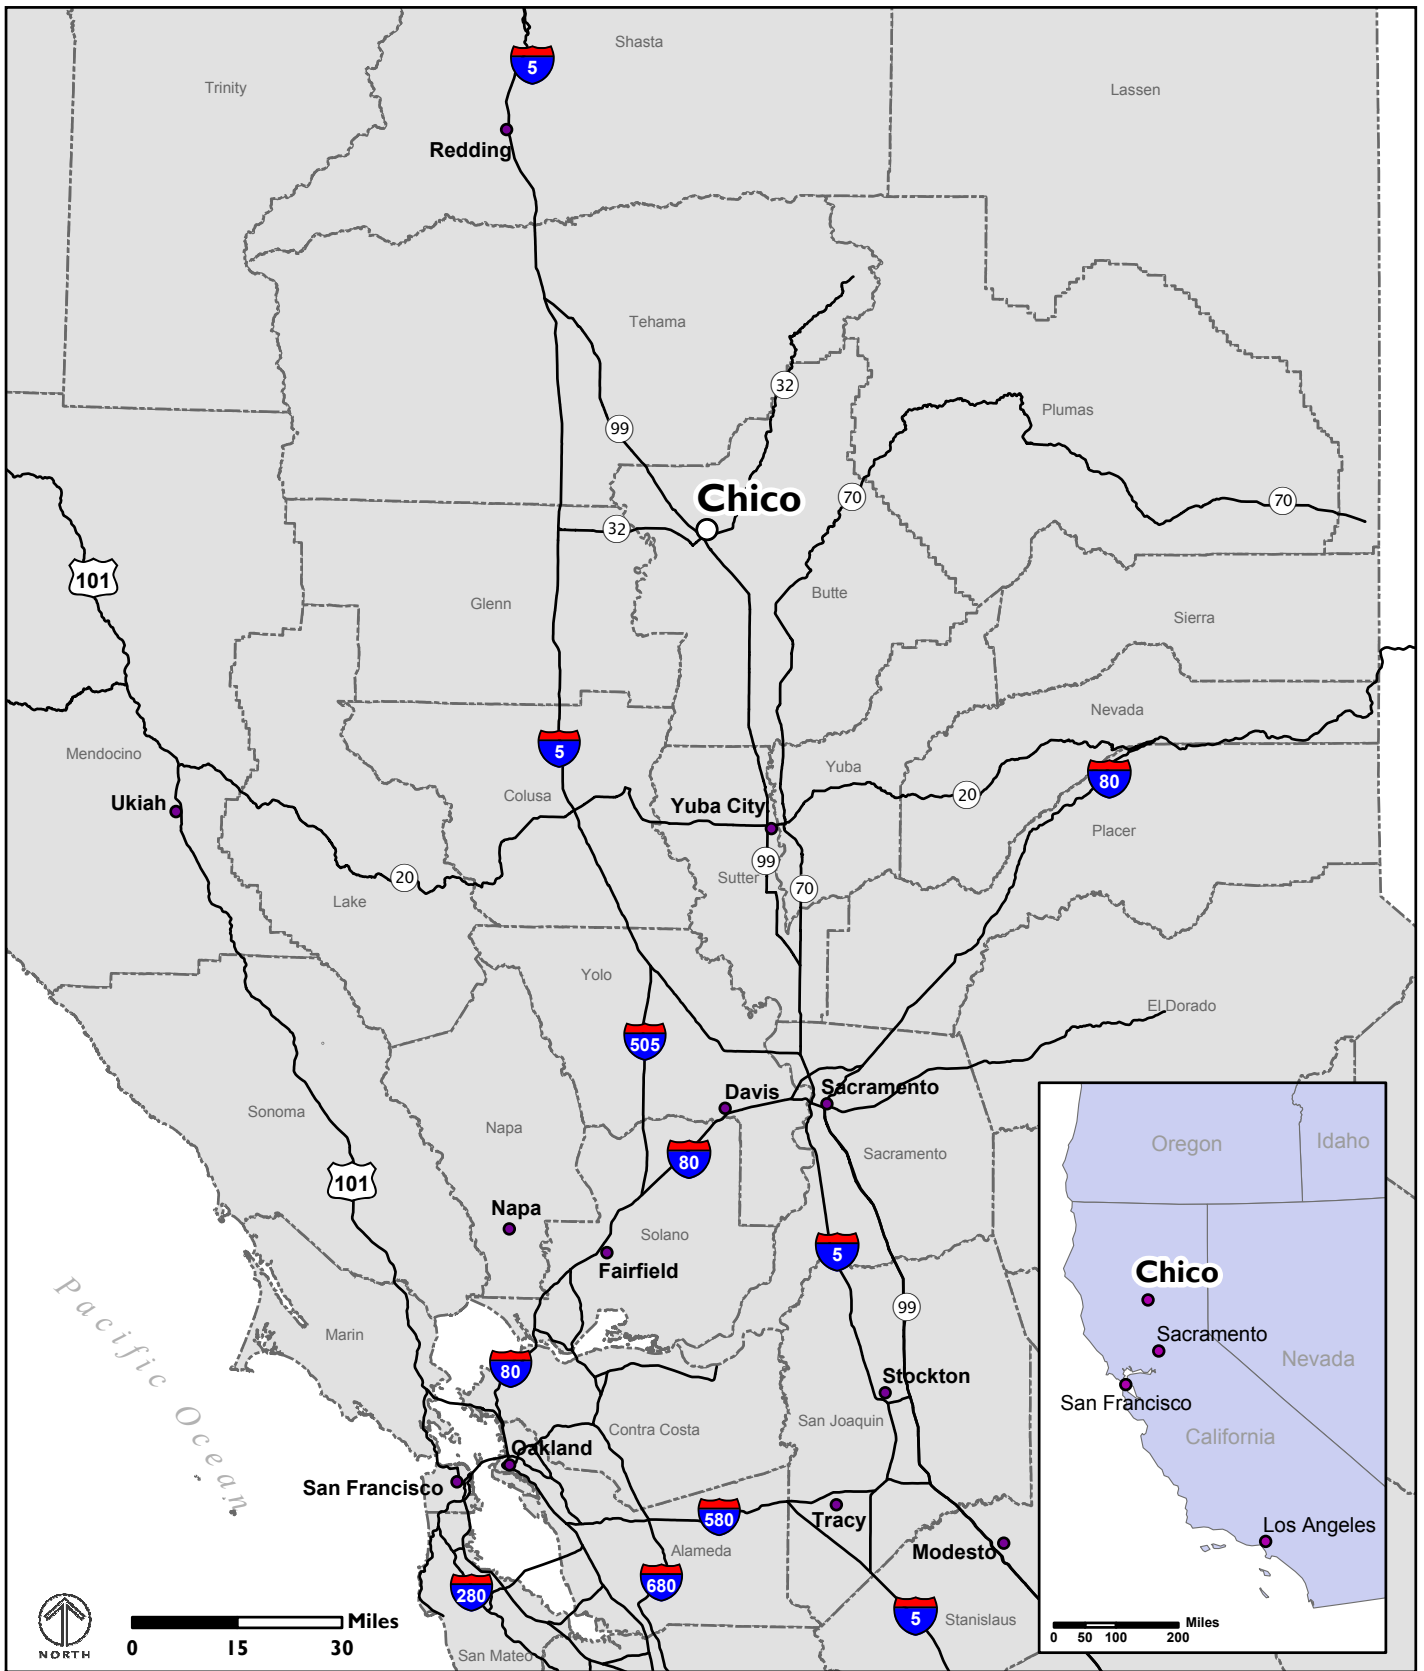 Shasta
5
Trinity
Lassen
Redding
Tehama
32
99
Plumas
Chico
70
70
32
101
Glenn
Butte
Sierra
Nevada
5
Mendocino
Yuba
80
Colusa
20
Ukiah
Yuba City
Placer
99
Sutter
70
20
Lake
Yolo
El Dorado
505
Davis
Sacramento
Sonoma
Napa
80
Sacramento
101
Napa
Solano
5
Fairfield
99
Marin
80
Stockton
San Joaquin
Contra Costa
Oakland
San Francisco
580
Tracy
Alameda
Modesto
680
280
5
Stanislaus
San Mateo
Pacific Ocean
NORTH
Miles
0 15 30
Oregon
Idaho
Chico
Sacramento
Nevada
San Francisco
California
Los Angeles
Miles
0 50 100 200